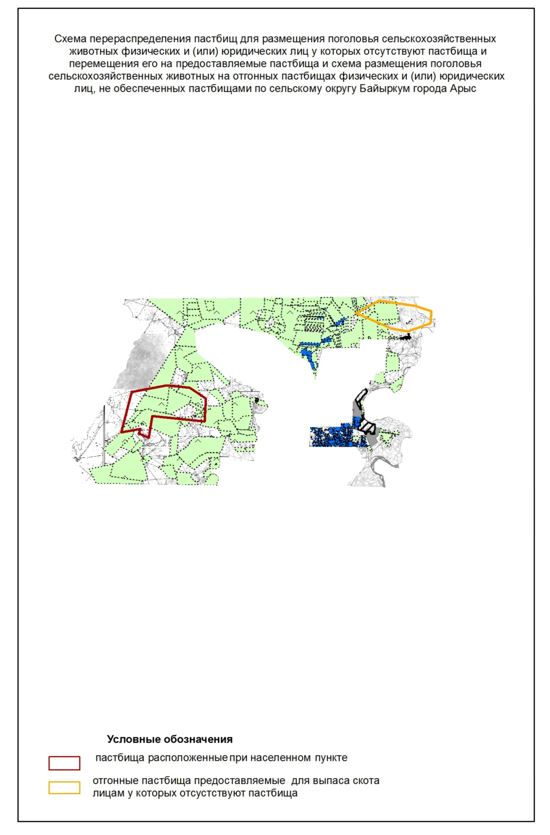 Схема перераспределения пастбищ для размещения поголовья сельскохозяйственных
животных физических и (или) юридических лиц у которых отсутствуют пастбища и
перемещения его на предоставляемые пастбища и схема размещения поголовья
сельскохозяйственных животных на отгонных пастбищах физических и (или) юридических
лиц, не обеспеченных пастбищами по сельскому округу Байыркум города Арыс
Условные обозначения
пастбища расположенные при населенном пункте
отгонные пастбища предоставляемые для выпаса скота
лицам у которых отсуствуют пастбища